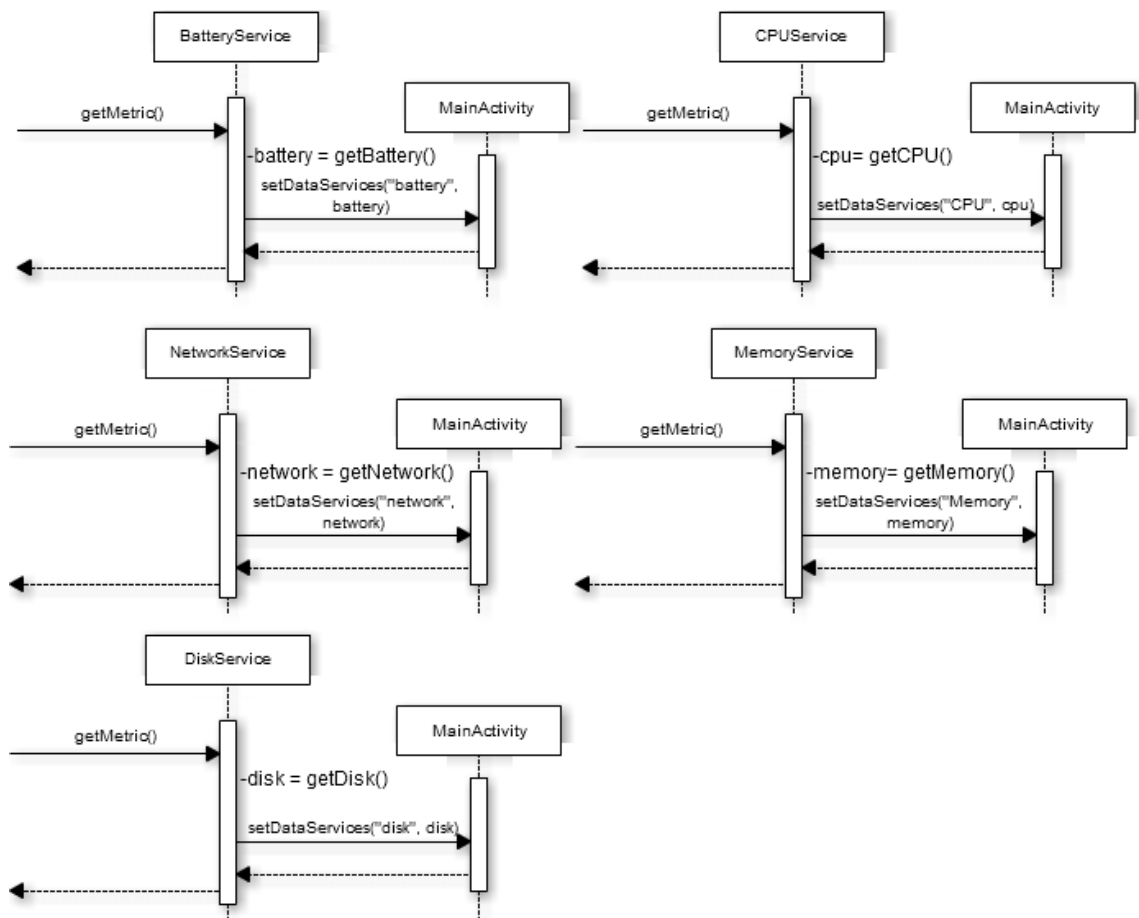 BatteryService
MainActivity
getMetric()
-battery = getBattery()
setDataServices("battery",
battery)
CPUService
MainActivity
getMetric()
-cpu= getCPU()
setDataServices("CPU", cpu)
NetworkService
MainActivity
getMetric()
-network = getNetwork()
setDataServices("network",
network)
MemoryService
MainActivity
getMetric()
-memory= getMemory()
setDataServices("Memory",
memory)
DiskService
MainActivity
getMetric()
-disk = getDisk()
setDataServices("disk", disk)